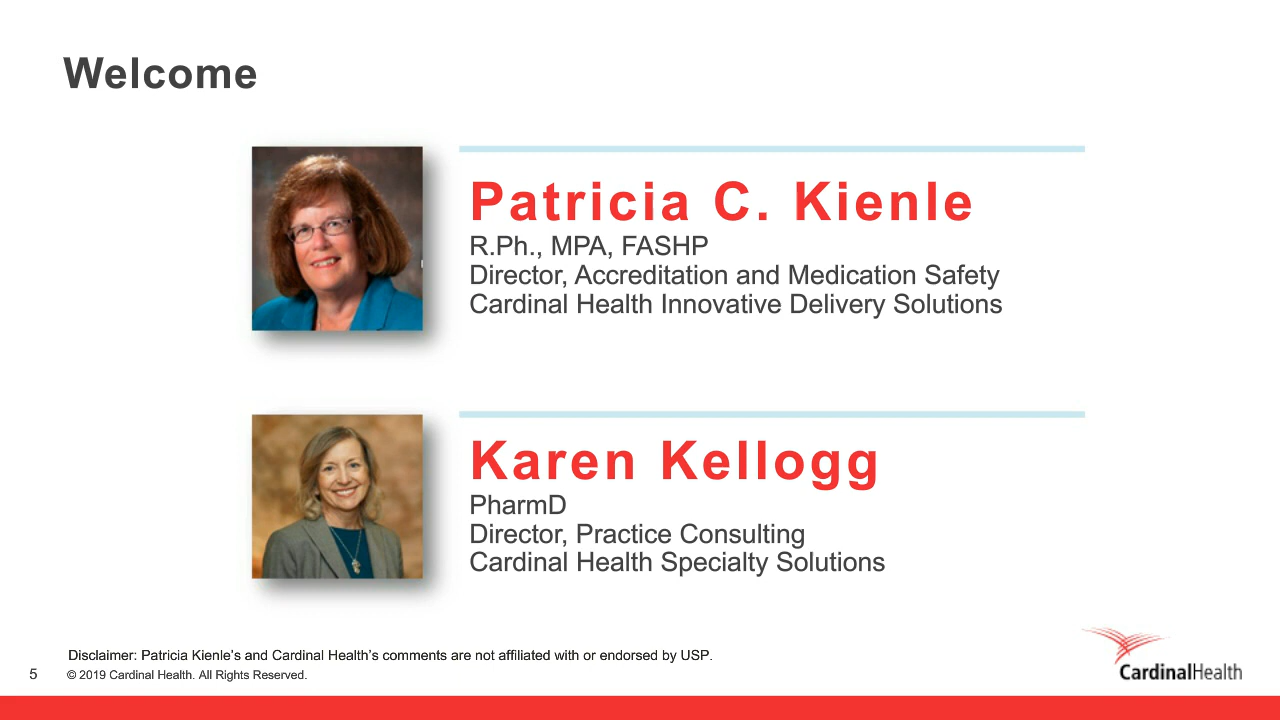 Welcome
Patricia C. Kienle
R.Ph., MPA, FASHP
Director, Accreditation and Medication Safety
Cardinal Health Innovative Delivery Solutions
Karen Kellogg
PharmD
Director, Practice Consulting
Cardinal Health Specialty Solutions
Disclaimer: Patricia Kienle's and Cardinal Health's comments are not affiliated with or endorsed by USP.
5 © 2019 Cardinal Health. All Rights Reserved.
CardinalHealth